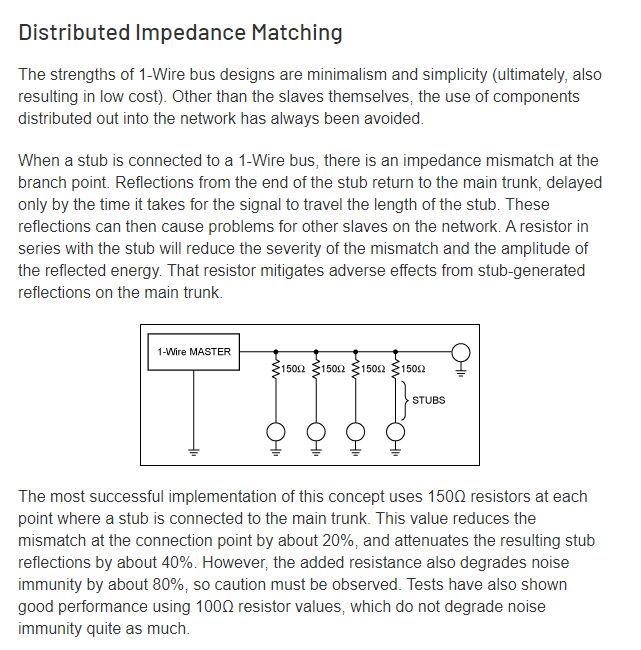 Distributed Impedance Matching
The strengths of 1-Wire bus designs are minimalism and simplicity (ultimately, also
resulting in low cost). Other than the slaves themselves, the use of components
distributed out into the network has always been avoided.
When a stub is connected to a 1-Wire bus, there is an impedance mismatch at the
branch point. Reflections from the end of the stub return to the main trunk, delayed
only by the time it takes for the signal to travel the length of the stub. These
reflections can then cause problems for other slaves on the network. A resistor in
series with the stub will reduce the severity of the mismatch and the amplitude of
the reflected energy. That resistor mitigates adverse effects from stub-generated
reflections on the main trunk.
1-Wire MASTER
150Ω 150Ω 150Ω 150Ω
STUBS
The most successful implementation of this concept uses 150Ω resistors at each
point where a stub is connected to the main trunk. This value reduces the
mismatch at the connection point by about 20%, and attenuates the resulting stub
reflections by about 40%. However, the added resistance also degrades noise
immunity by about 80%, so caution must be observed. Tests have also shown
good performance using 100Ω resistor values, which do not degrade noise
immunity quite as much.